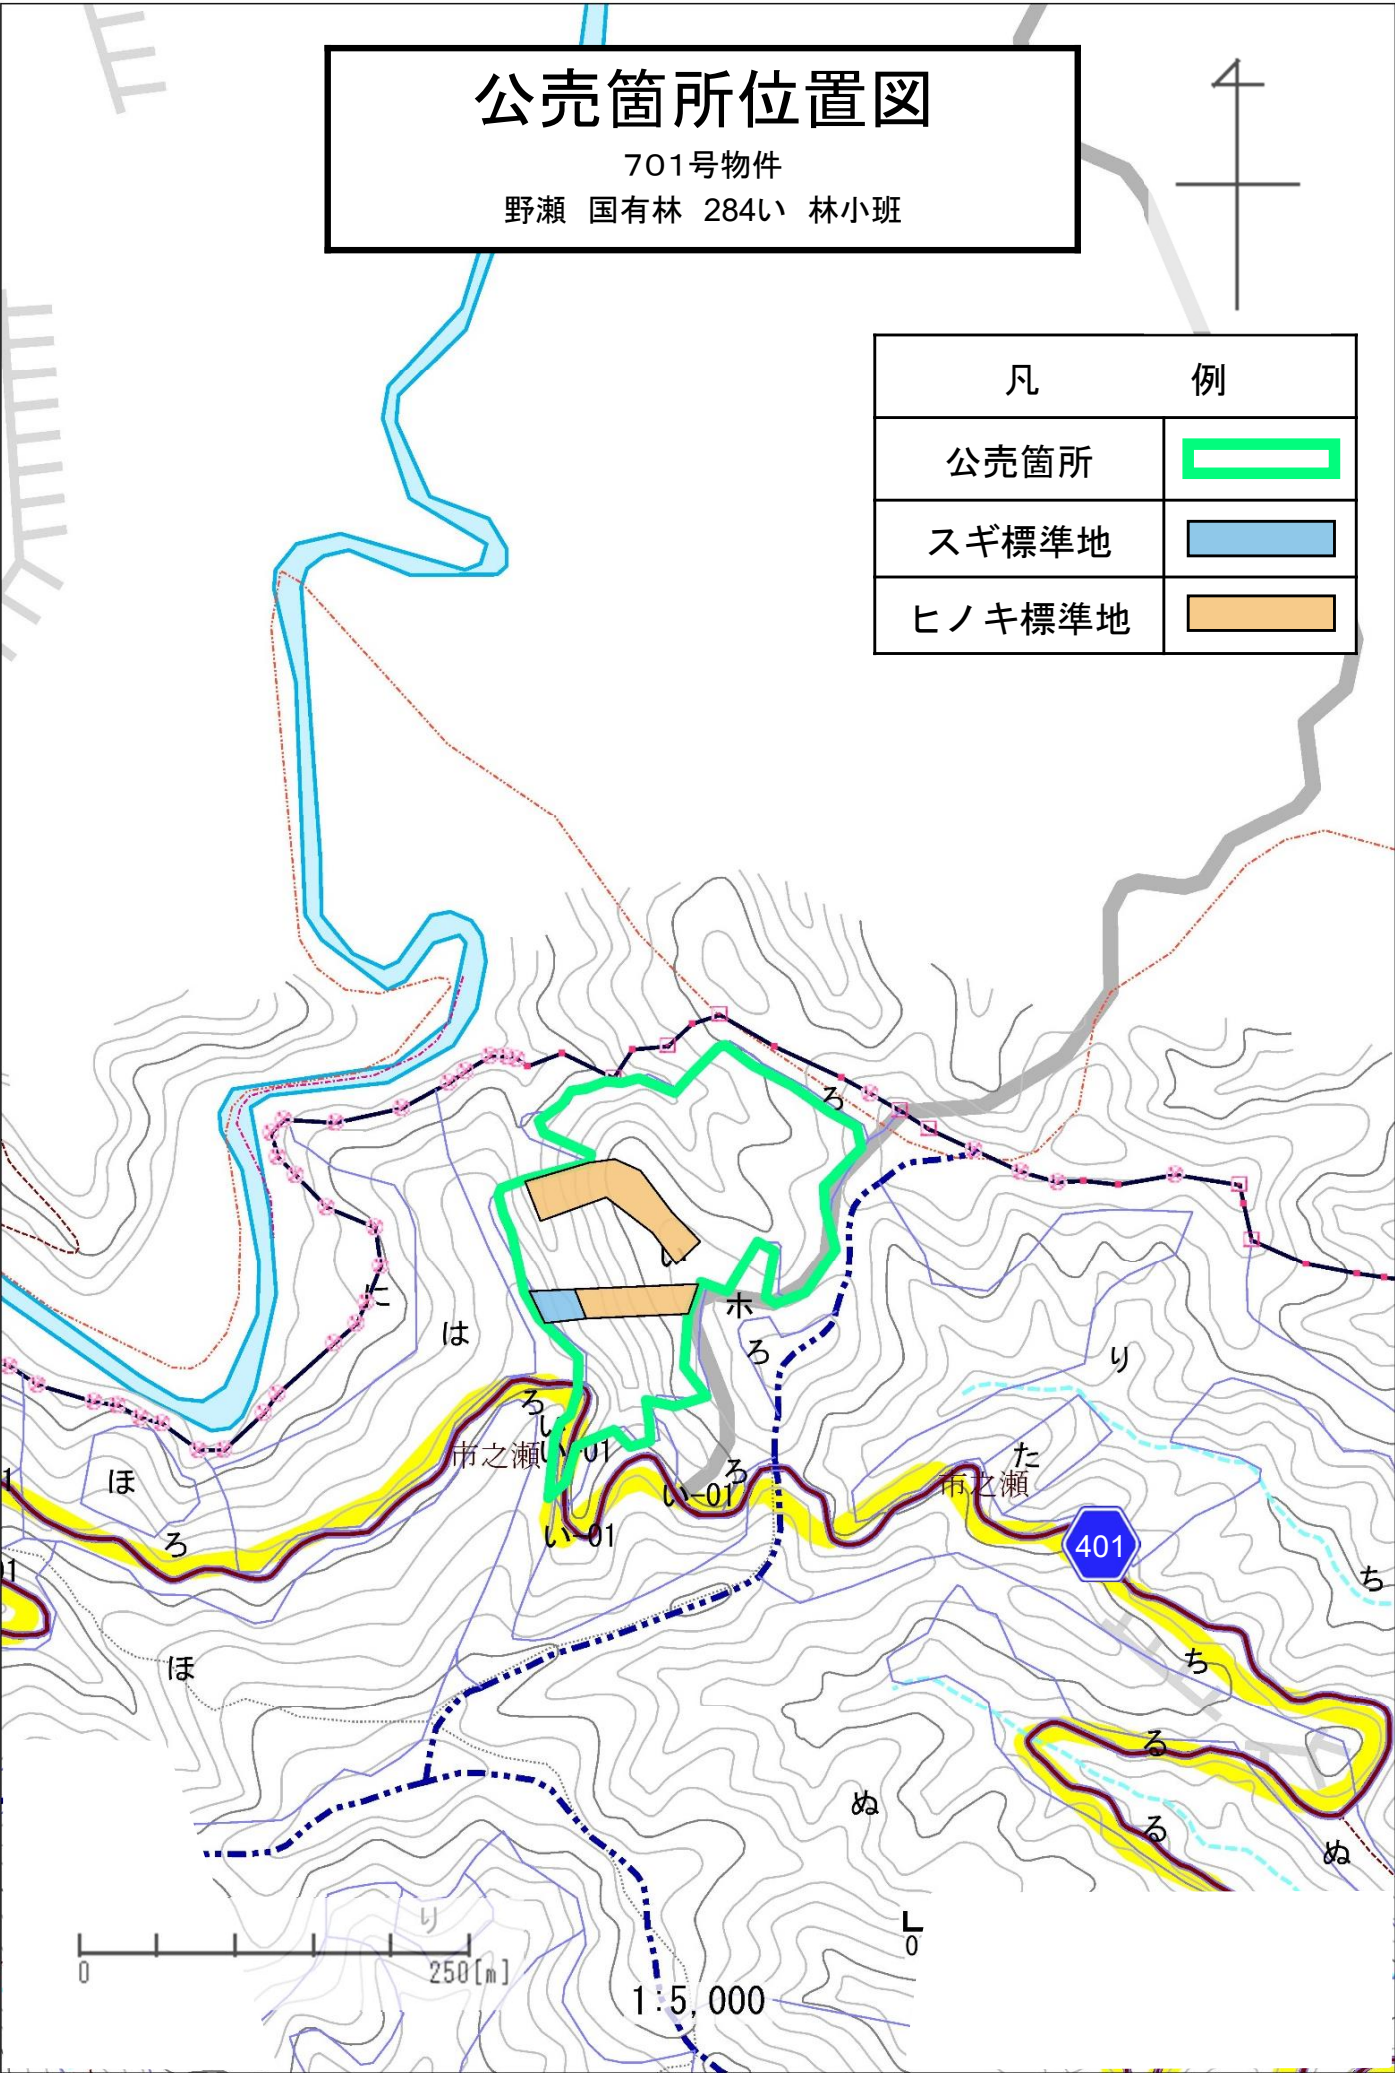 公売箇所位置図
701号物件
野瀬 国有林 284い 林小班
凡 例
公売箇所
スギ標準地
ヒノキ標準地
ろ
い
に
ホ
は
ろ
り
ろ
い
市之瀬
い-01
ろ
い-01
た
市之瀬
1
ほ
い-01
ろ
401
01
ち
ほ
ち
る
ぬ
る
ぬ
り
0
250[m]
L
0
1:5,000